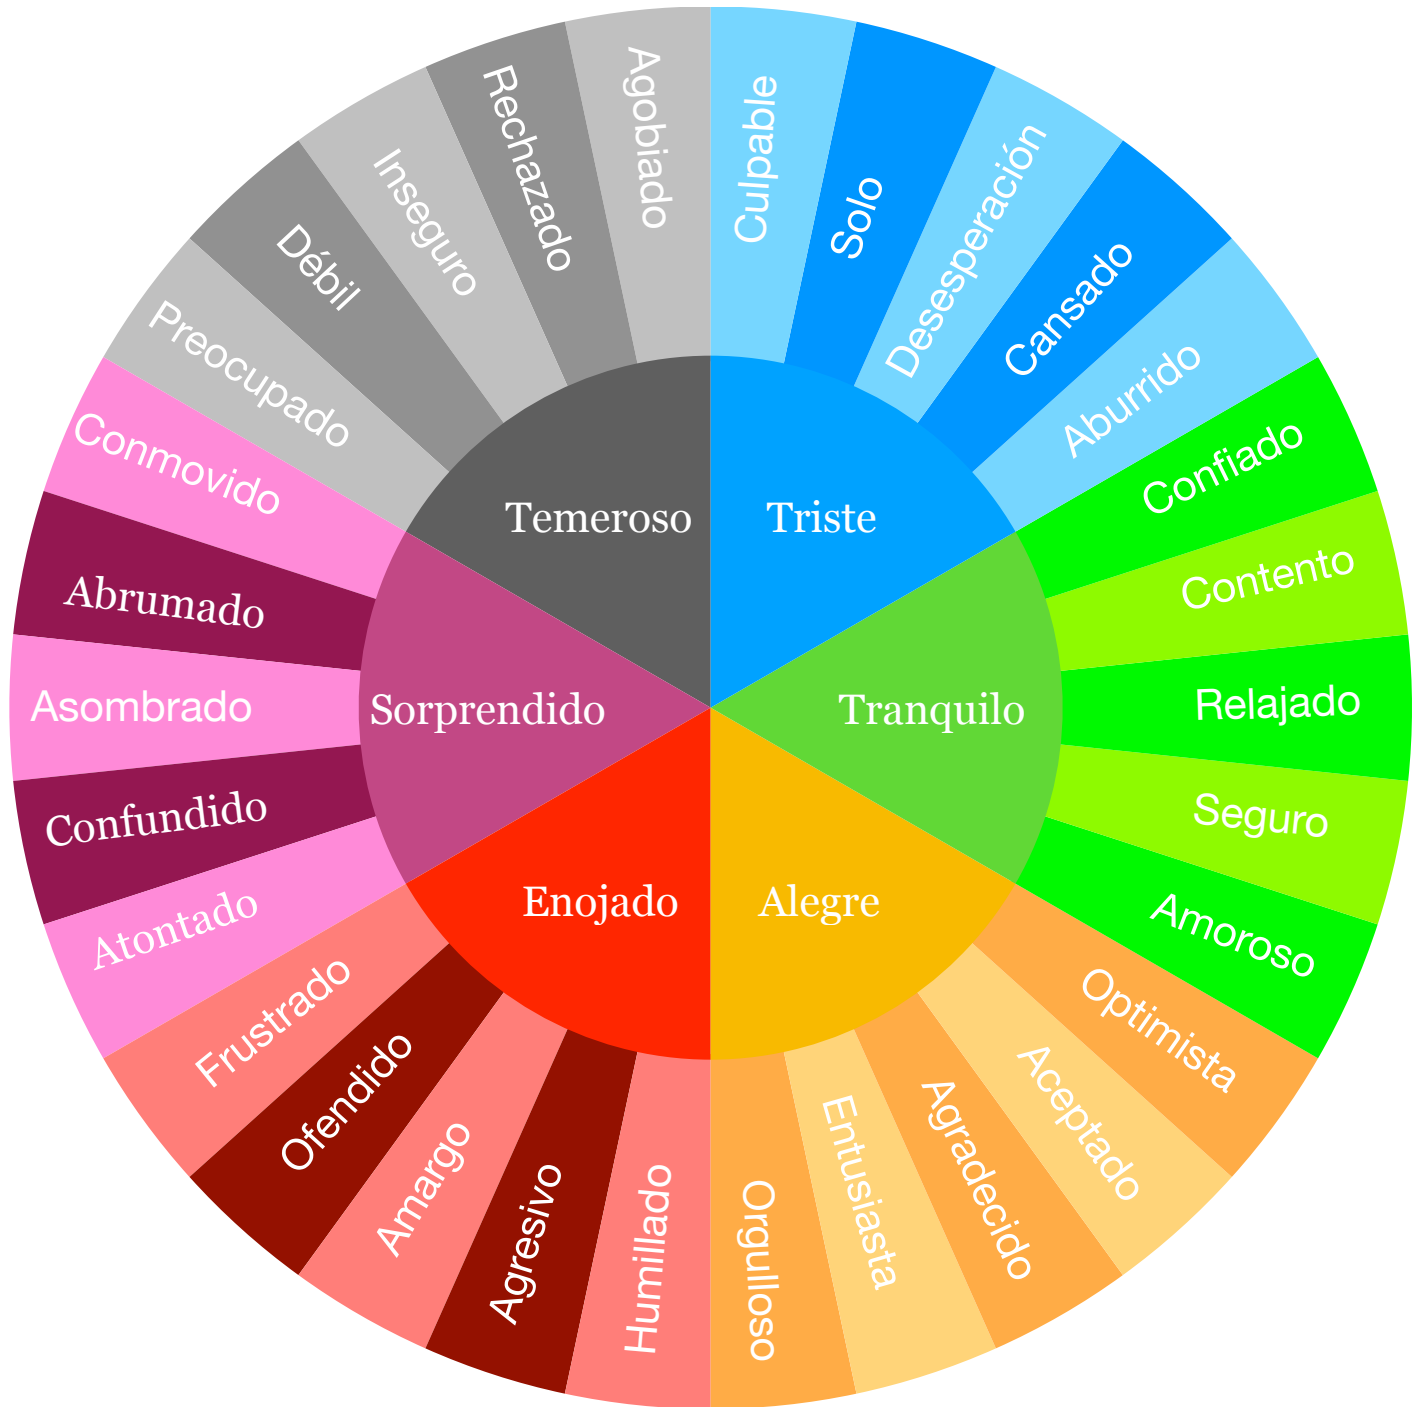 Temeroso
Triste
Tranquilo
Alegre
Enojado
Sorprendido
Culpable
Solo
Desesperación
Cansado
Aburrido
Confiado
Contento
Relajado
Seguro
Amoroso
Optimista
Aceptado
Agradecido
Entusiasta
Orgulloso
Humillado
Agresivo
Amargo
Ofendido
Frustrado
Atontado
Confundido
Asombrado
Abrumado
Conmovido
Preocupado
Débil
Inseguro
Rechazado
Agobiado